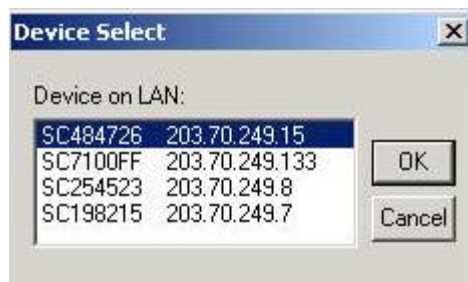 Device Select
Device on LAN:
SC484726 203.70.249.15
SC7100FF 203.70.249.133
SC254523 203.70.249.8
SC198215 203.70.249.7
OK
Cancel